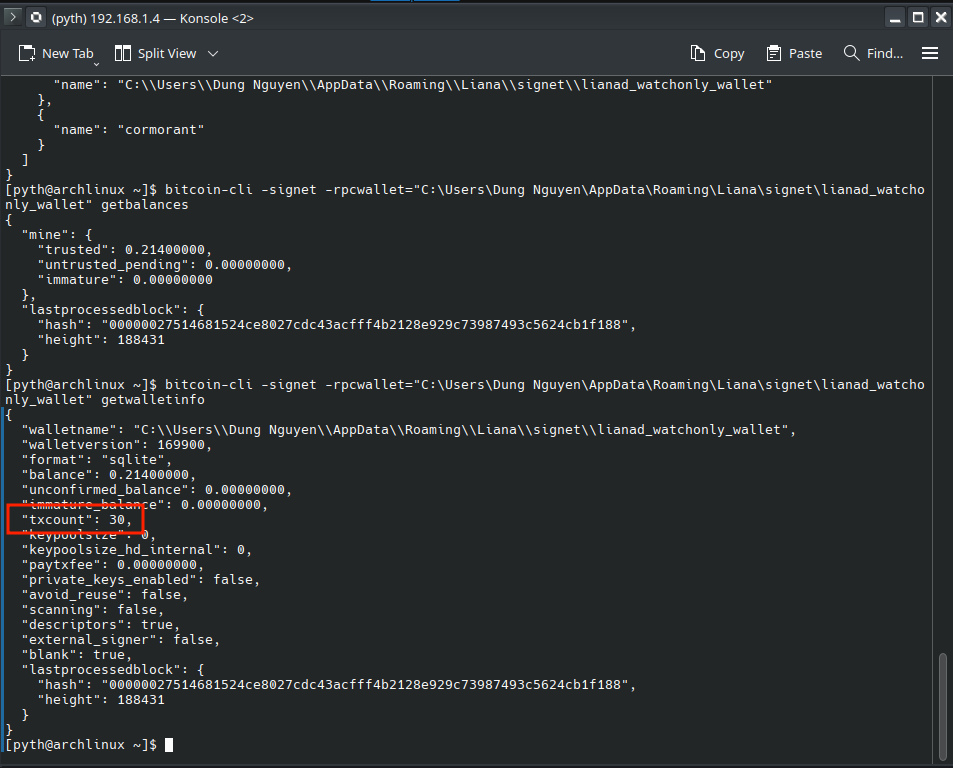 (pyth) 192.168.1.4 — Konsole <2>
New Tab Split View Copy Paste Find...
"name": "C:\\Users\\Dung Nguyen\\AppData\\Roaming\\Liana\\signet\\lianad_watchonly_wallet"
},
{
"name": "cormorant"
}
]
}
[pyth@archlinux ~]$ bitcoin-cli -signet -rpcwallet="C:\Users\Dung Nguyen\AppData\Roaming\Liana\signet\lianad_watcho
nly_wallet" getbalances
{
"mine": {
"trusted": 0.21400000,
"untrusted_pending": 0.00000000,
"immature": 0.00000000
},
"lastprocessedblock": {
"hash": "00000027514681524ce8027cdc43acfff4b2128e929c73987493c5624cb1f188",
"height": 188431
}
}
[pyth@archlinux ~]$ bitcoin-cli -signet -rpcwallet="C:\Users\Dung Nguyen\AppData\Roaming\Liana\signet\lianad_watcho
nly_wallet" getwalletinfo
{
"walletname": "C:\\Users\\Dung Nguyen\\AppData\\Roaming\\Liana\\signet\\lianad_watchonly_wallet",
"walletversion": 169900,
"format": "sqlite",
"balance": 0.21400000,
"unconfirmed_balance": 0.00000000,
"immature_balance": 0.00000000,
"txcount": 30,
"keypoolsize": 0,
"keypoolsize_hd_internal": 0,
"paytxfee": 0.00000000,
"private_keys_enabled": false,
"avoid_reuse": false,
"scanning": false,
"descriptors": true,
"external_signer": false,
"blank": true,
"lastprocessedblock": {
"hash": "00000027514681524ce8027cdc43acfff4b2128e929c73987493c5624cb1f188",
"height": 188431
}
}
[pyth@archlinux ~]$